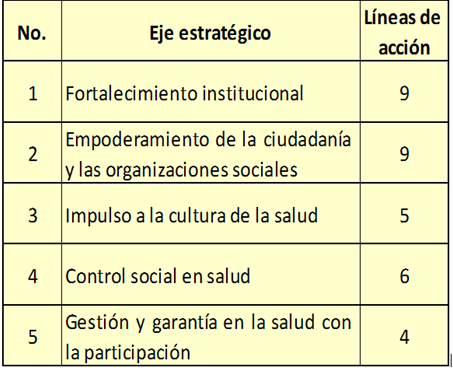 No. Eje estratégico Líneas de acción
1 Fortalecimiento institucional 9
2 Empoderamiento de la ciudadanía y las organizaciones sociales 9
3 Impulso a la cultura de la salud 5
4 Control social en salud 6
5 Gestión y garantía en la salud con la participación 4